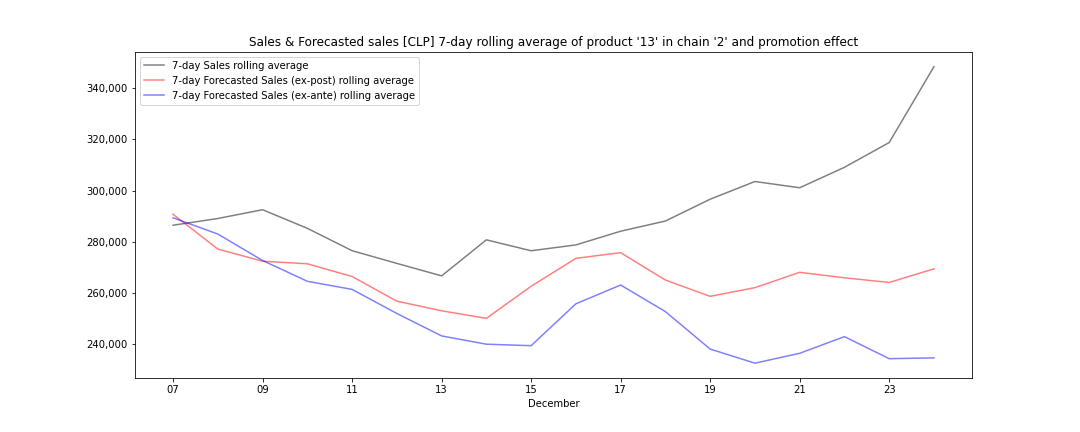 Sales & Forecasted sales [CLP] 7-day rolling average of product '13' in chain '2' and promotion effect
7-day Sales rolling average
7-day Forecasted Sales (ex-post) rolling average
7-day Forecasted Sales (ex-ante) rolling average
340,000
320,000
300,000
280,000
260,000
240,000
07 09 11 13 15 17 19 21 23
December